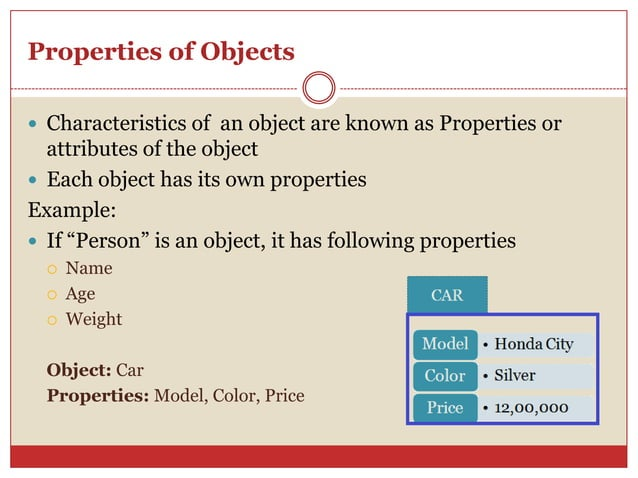 Properties of Objects
• Characteristics of an object are known as Properties or
attributes of the object
• Each object has its own properties
Example:
• If “Person” is an object, it has following properties
Name
Age
Weight
Object: Car
Properties: Model, Color, Price
CAR
Model • Honda City
Color • Silver
Price • 12,00,000